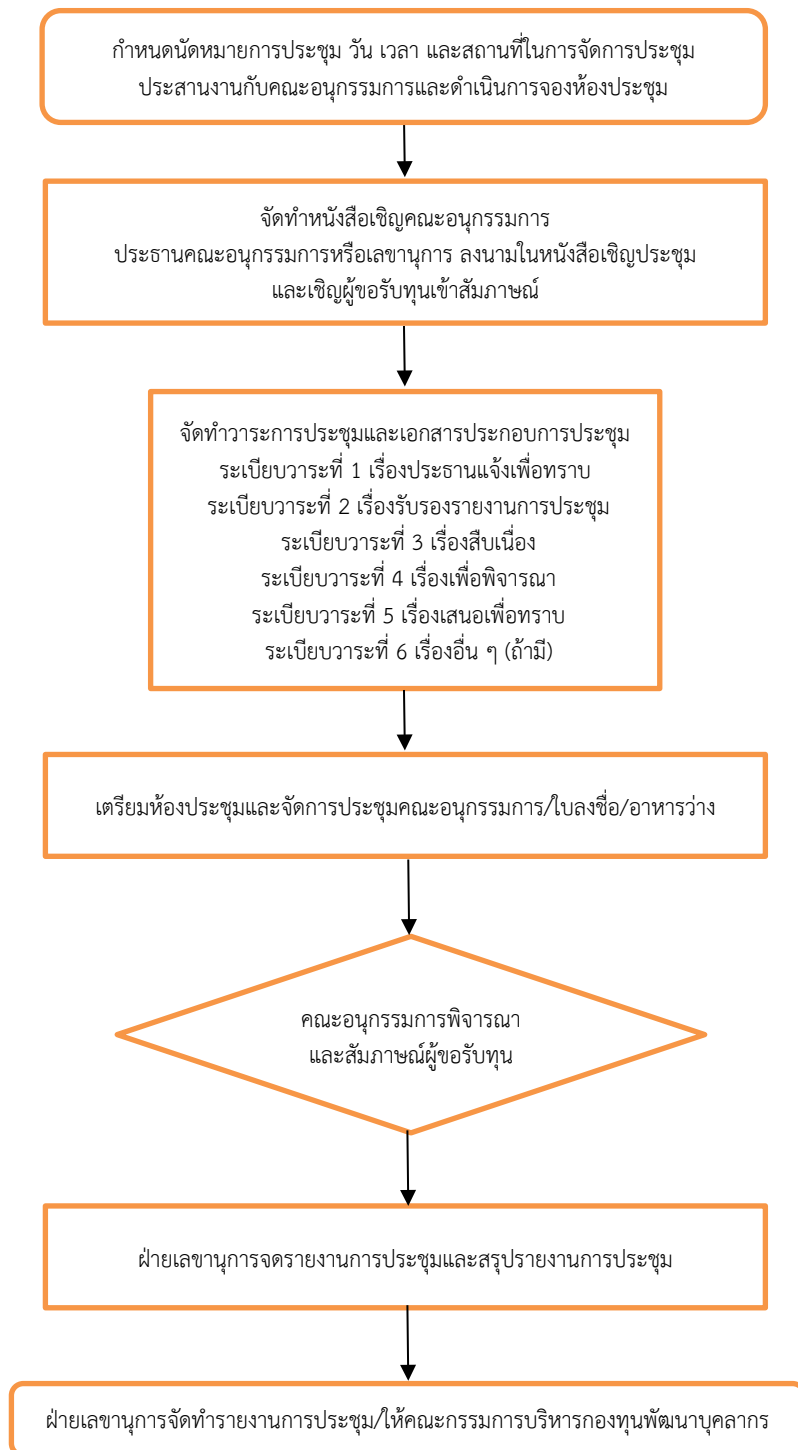 กำหนดนัดหมายการประชุม วัน เวลา และสถานที่ในการจัดการประชุม
ประสานงานกับคณะอนุกรรมการและดำเนินการจองห้องประชุม
จัดทำหนังสือเชิญคณะอนุกรรมการ
ประธานคณะอนุกรรมการหรือเลขานุการ ลงนามในหนังสือเชิญประชุม
และเชิญผู้ขอรับทุนเข้าสัมภาษณ์
จัดทำวาระการประชุมและเอกสารประกอบการประชุม
ระเบียบวาระที่ 1 เรื่องประธานแจ้งเพื่อทราบ
ระเบียบวาระที่ 2 เรื่องรับรองรายงานการประชุม
ระเบียบวาระที่ 3 เรื่องสืบเนื่อง
ระเบียบวาระที่ 4 เรื่องเพื่อพิจารณา
ระเบียบวาระที่ 5 เรื่องเสนอเพื่อทราบ
ระเบียบวาระที่ 6 เรื่องอื่น ๆ (ถ้ามี)
เตรียมห้องประชุมและจัดการประชุมคณะอนุกรรมการ/ใบลงชื่อ/อาหารว่าง
คณะอนุกรรมการพิจารณา
และสัมภาษณ์ผู้ขอรับทุน
ฝ่ายเลขานุการจดรายงานการประชุมและสรุปรายงานการประชุม
ฝ่ายเลขานุการจัดทำรายงานการประชุม/ให้คณะกรรมการบริหารกองทุนพัฒนาบุคลากร